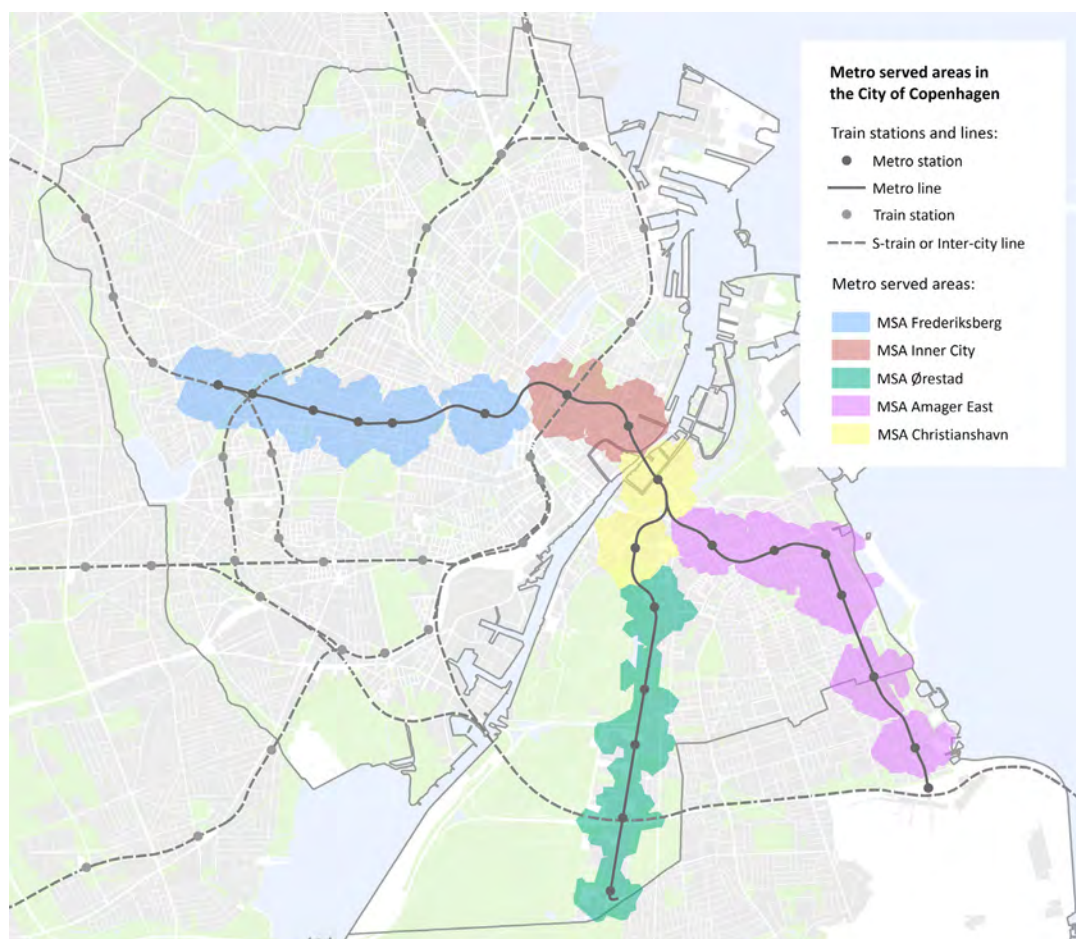 Metro served areas in
the City of Copenhagen
Train stations and lines:
Metro station
Metro line
Train station
S-train or Inter-city line
Metro served areas:
MSA Frederiksberg
MSA Inner City
MSA Ørestad
MSA Amager East
MSA Christianshavn